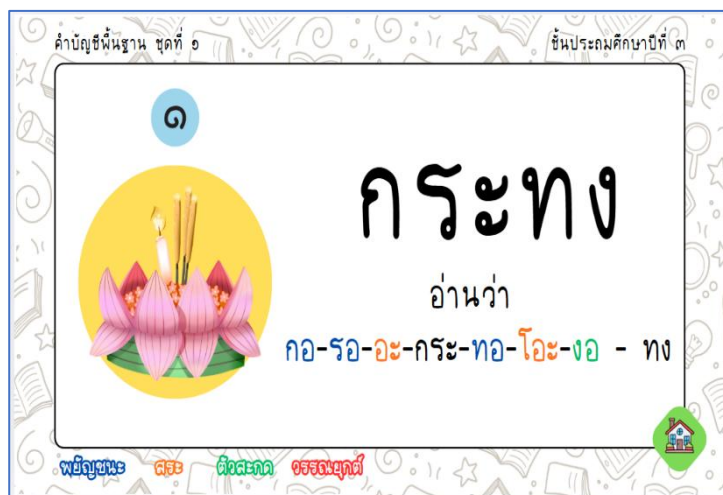 คำบัญชีพื้นฐาน ชุดที่ ๑ ชั้นประถมศึกษาปีที่ ๓
๑
กระทง
อ่านว่า
กอ-รอ-อะ-กระ-ทอ-โอะ-งอ - ทง
พยัญชนะ สระ ตัวสะกด วรรณยุกต์